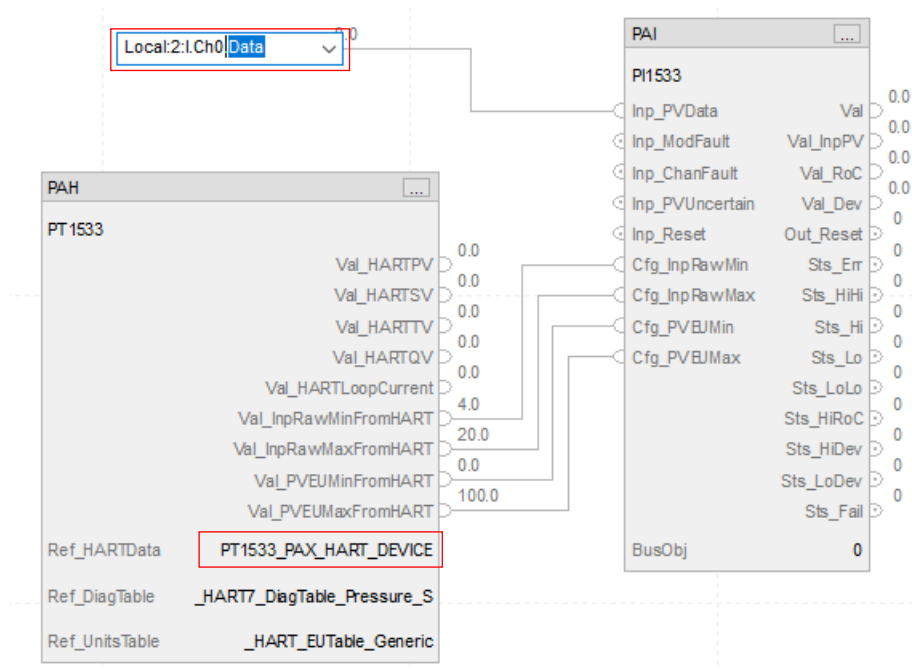 Local:2:I.Ch0.Data
0.0
PAI
...
PI1533
Inp_PVData Val 0.0
Inp_ModFault Val_InpPV 0.0
Inp_ChanFault Val_RoC 0.0
Inp_PVUncertain Val_Dev 0.0
Inp_Reset Out_Reset 0
Cfg_InpRawMin Sts_Err 0
Cfg_InpRawMax Sts_HiHi 0
Cfg_PVEUMin Sts_Hi 0
Cfg_PVEUMax Sts_Lo 0
Sts_LoLo 0
Sts_HiRoC 0
Sts_HiDev 0
Sts_LoDev 0
Sts_Fail 0
BusObj 0
PAH
...
PT1533
Val_HARTPV 0.0
Val_HARTSV 0.0
Val_HARTTV 0.0
Val_HARTQV 0.0
Val_HARTLoopCurrent 0.0
Val_InpRawMinFromHART 4.0
Val_InpRawMaxFromHART 20.0
Val_PVEUMinFromHART 0.0
Val_PVEUMaxFromHART 100.0
Ref_HARTData PT1533_PAX_HART_DEVICE
Ref_DiagTable _HART7_DiagTable_Pressure_S
Ref_UnitsTable _HART_EUTable_Generic